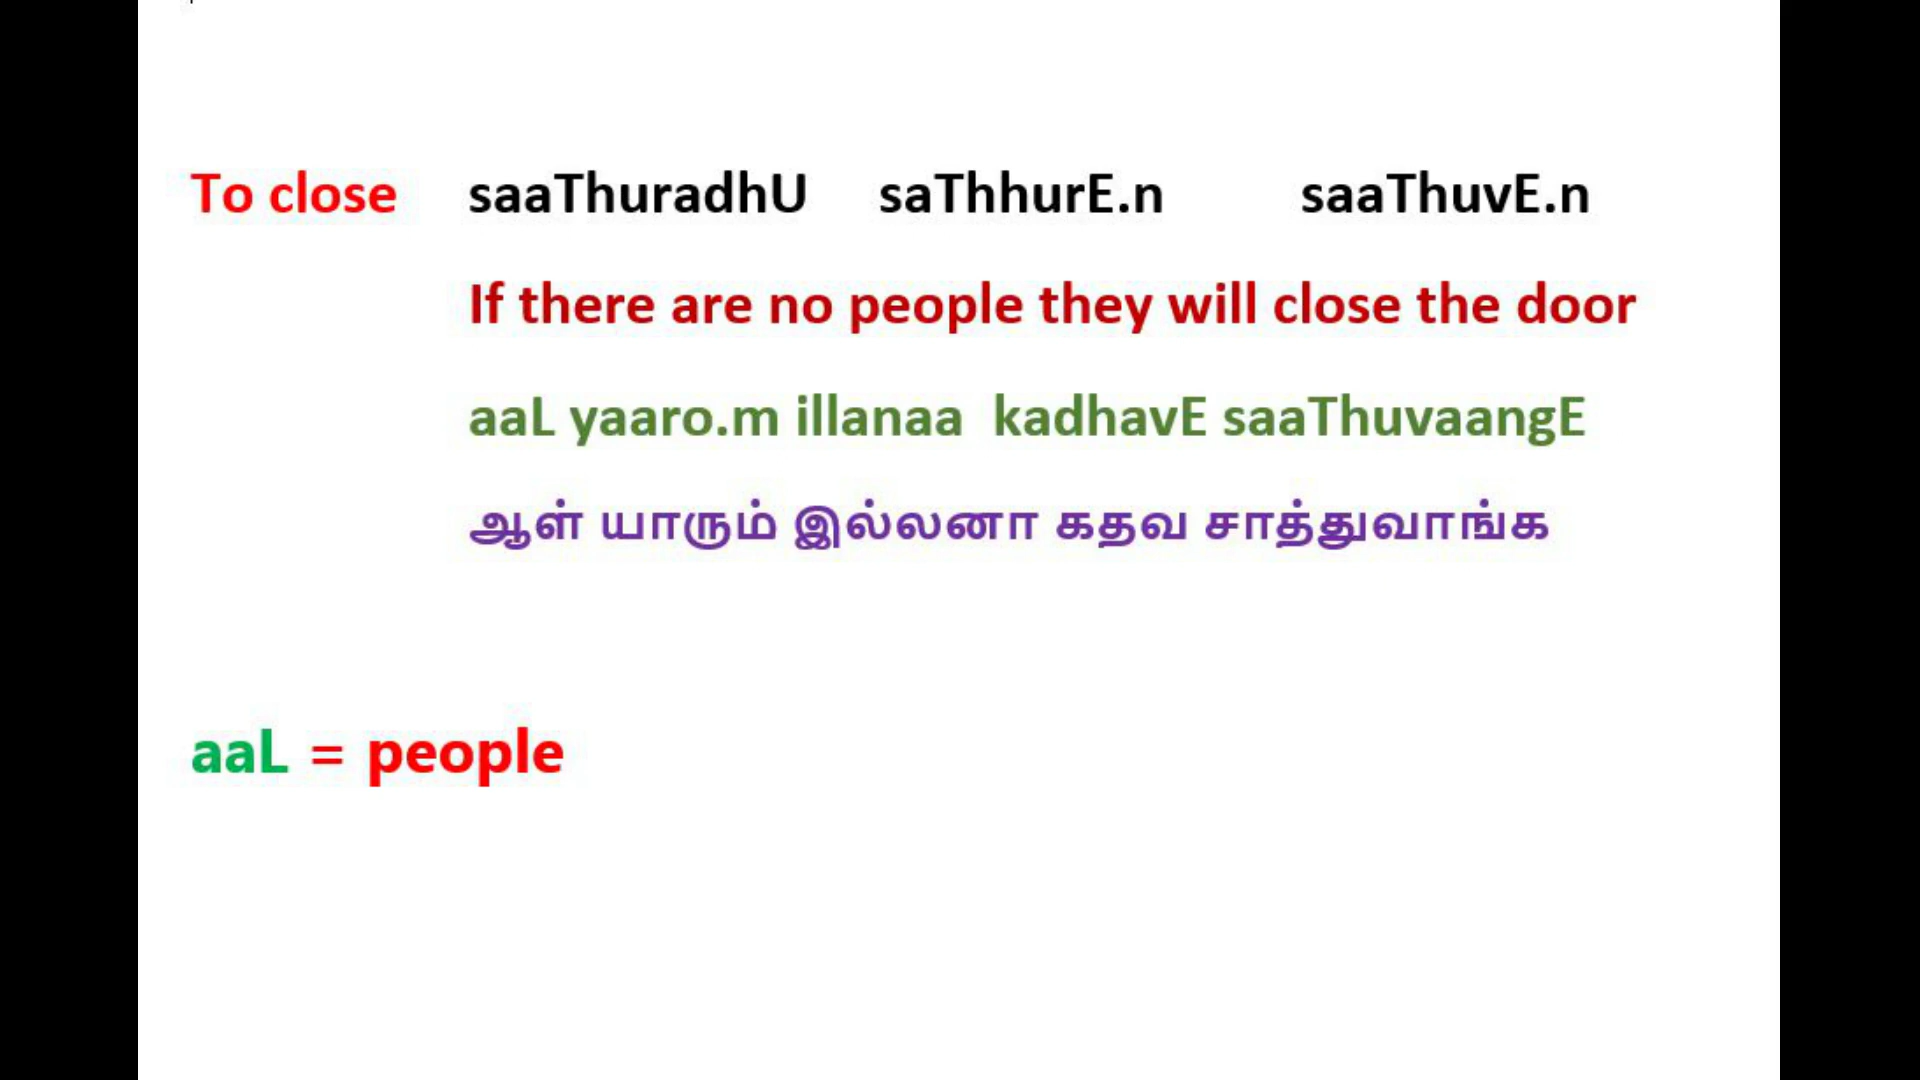 To close saaThuradhU saThhurE.n saaThuvE.n
If there are no people they will close the door
aaL yaaro.m illanaa kadhavE saaThuvaangE
ஆள் யாரும் இல்லனா கதவ சாத்துவாங்க
aaL = people